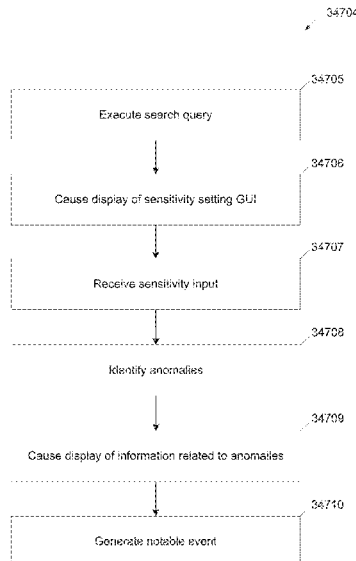 34704
34705
Execute search query
34706
Cause display of sensitivity setting GUI
34707
Receive sensitivity input
34708
Identify anomalies
34709
Cause display of information related to anomalies
34710
Generate notable event